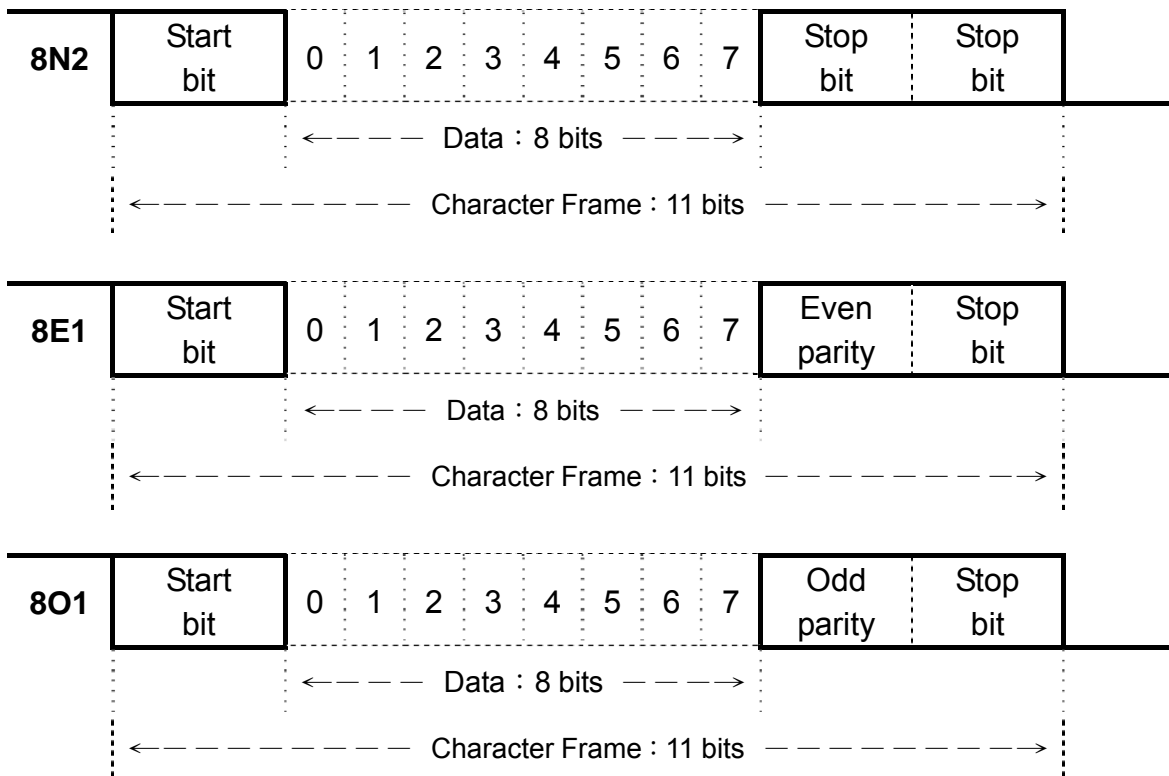 8N2 Start bit 0 1 2 3 4 5 6 7 Stop bit Stop bit
Data : 8 bits
Character Frame : 11 bits
8E1 Start bit 0 1 2 3 4 5 6 7 Even parity Stop bit
Data : 8 bits
Character Frame : 11 bits
8O1 Start bit 0 1 2 3 4 5 6 7 Odd parity Stop bit
Data : 8 bits
Character Frame : 11 bits